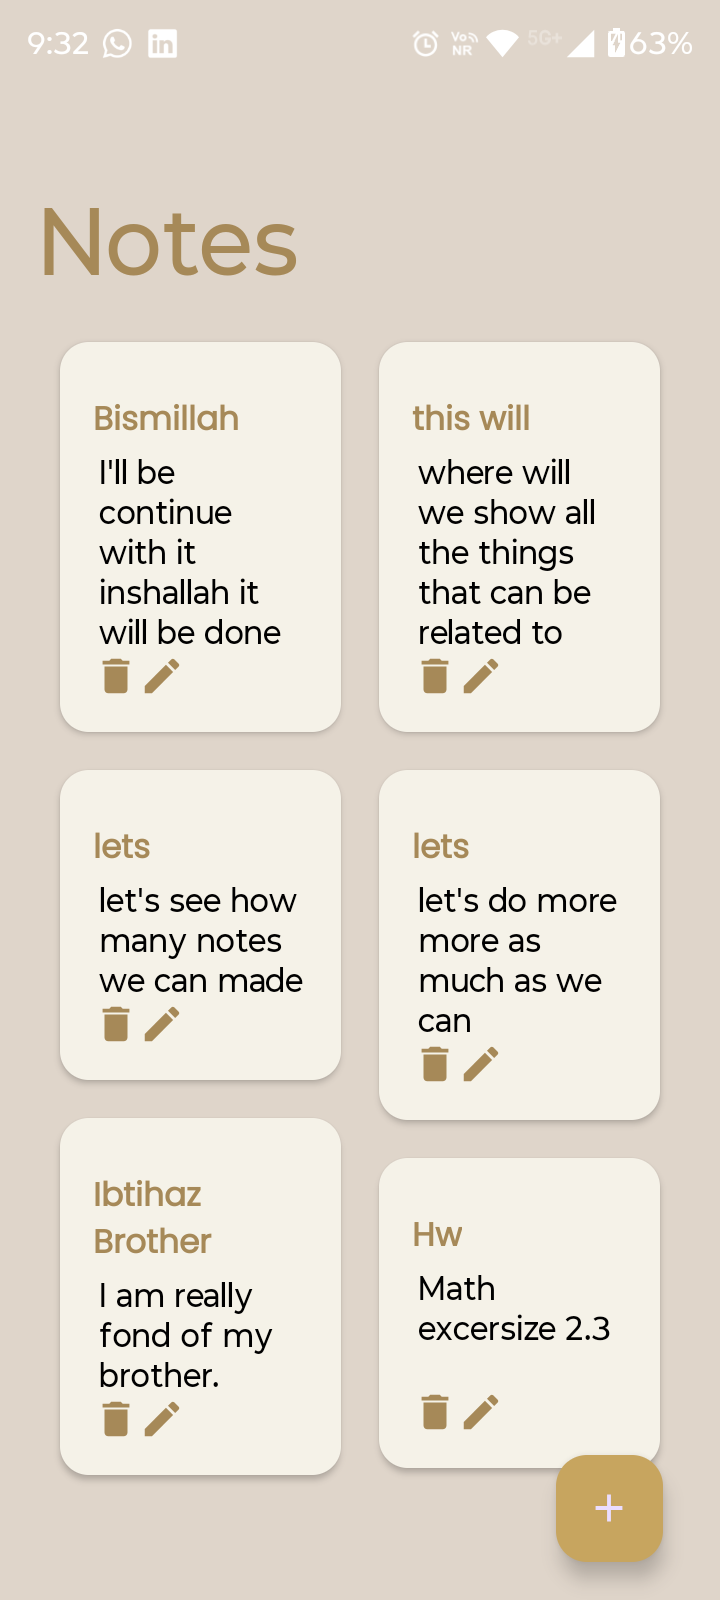 9:32
Vo
NR
5G+
63%
Notes
Bismillah
I'll be
continue
with it
inshallah it
will be done
this will
where will
we show all
the things
that can be
related to
lets
let's see how
many notes
we can made
lets
let's do more
more as
much as we
can
Ibtihaz
Brother
I am really
fond of my
brother.
Hw
Math
excersize 2.3